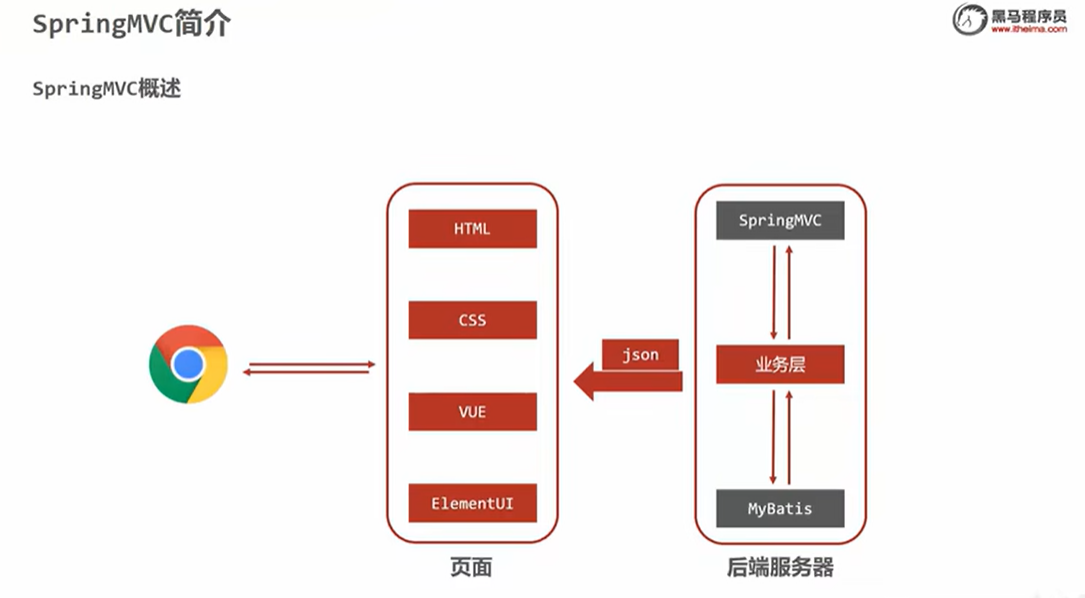 SpringMVC简介
黑马程序员
www.itheima.com
SpringMVC概述
HTML
CSS
VUE
ElementUI
页面
json
SpringMVC
业务层
MyBatis
后端服务器